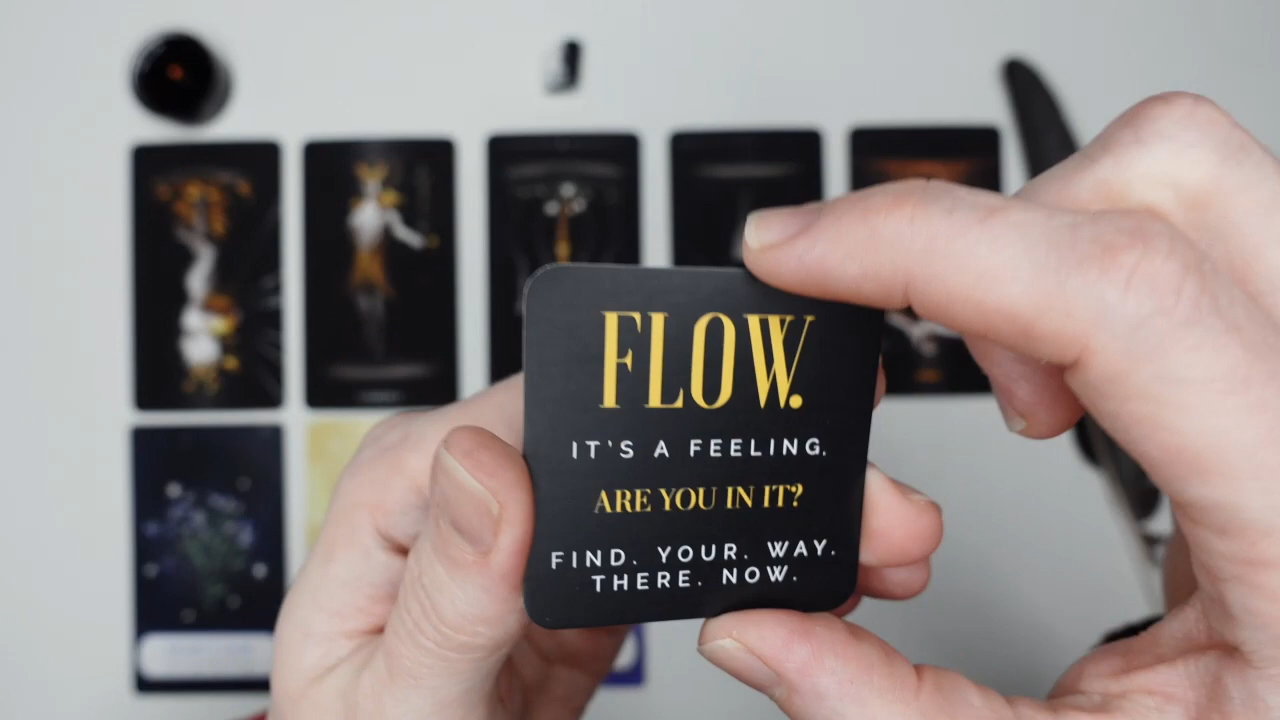 FLOW.
IT'S A FEELING.
ARE YOU IN IT?
FIND. YOUR. WAY.
THERE. NOW.